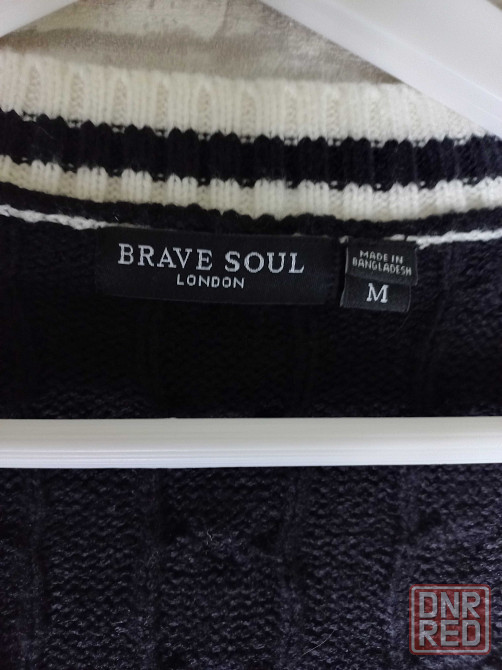 BRAVE SOUL
LONDON
MADE IN
BANGLADESH
M
DNR
RED